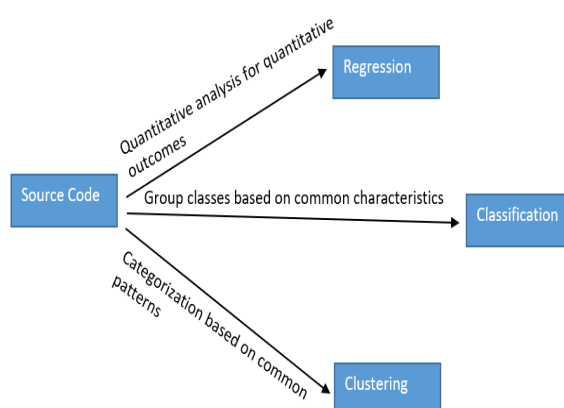 Quantitative analysis for quantitative
outcomes
Regression
Source Code
Group classes based on common characteristics
Classification
Categorization based on common
patterns
Clustering